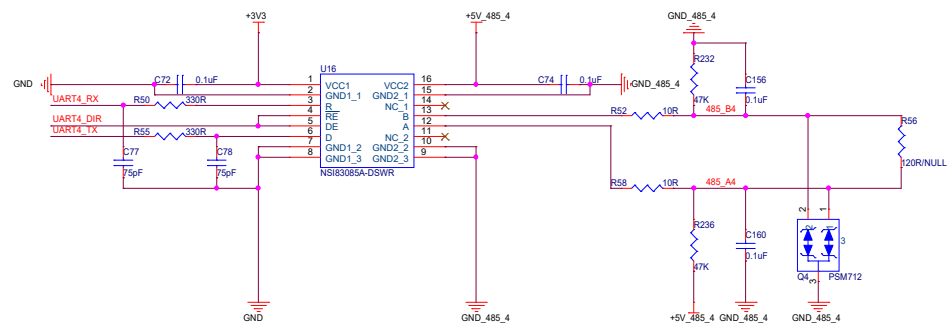 GND_485_4
+3V3
+5V_485_4
U16
R232
C72
0.1uF
C74
0.1uF
C156
GND
1
VCC1
VCC2
16
GND_485_4
2
GND1_1
GND2_1
15
47K
0.1uF
UART4_RX
R50
330R
3
R
NC_1
14
4
RE
B
13
R52
10R
485_B4
R56
UART4_DIR
5
DE
A
12
UART4_TX
R55
330R
6
D
NC_2
11
7
GND1_2
GND2_2
10
C77
C78
8
GND1_3
GND2_3
9
120R/NULL
75pF
75pF
NSI83085A-DSWR
R58
10R
485_A4
2
1
R236
C160
2
1
3
0.1uF
47K
Q4
PSM712
3
GND
GND_485_4
+5V_485_4
GND_485_4
GND_485_4